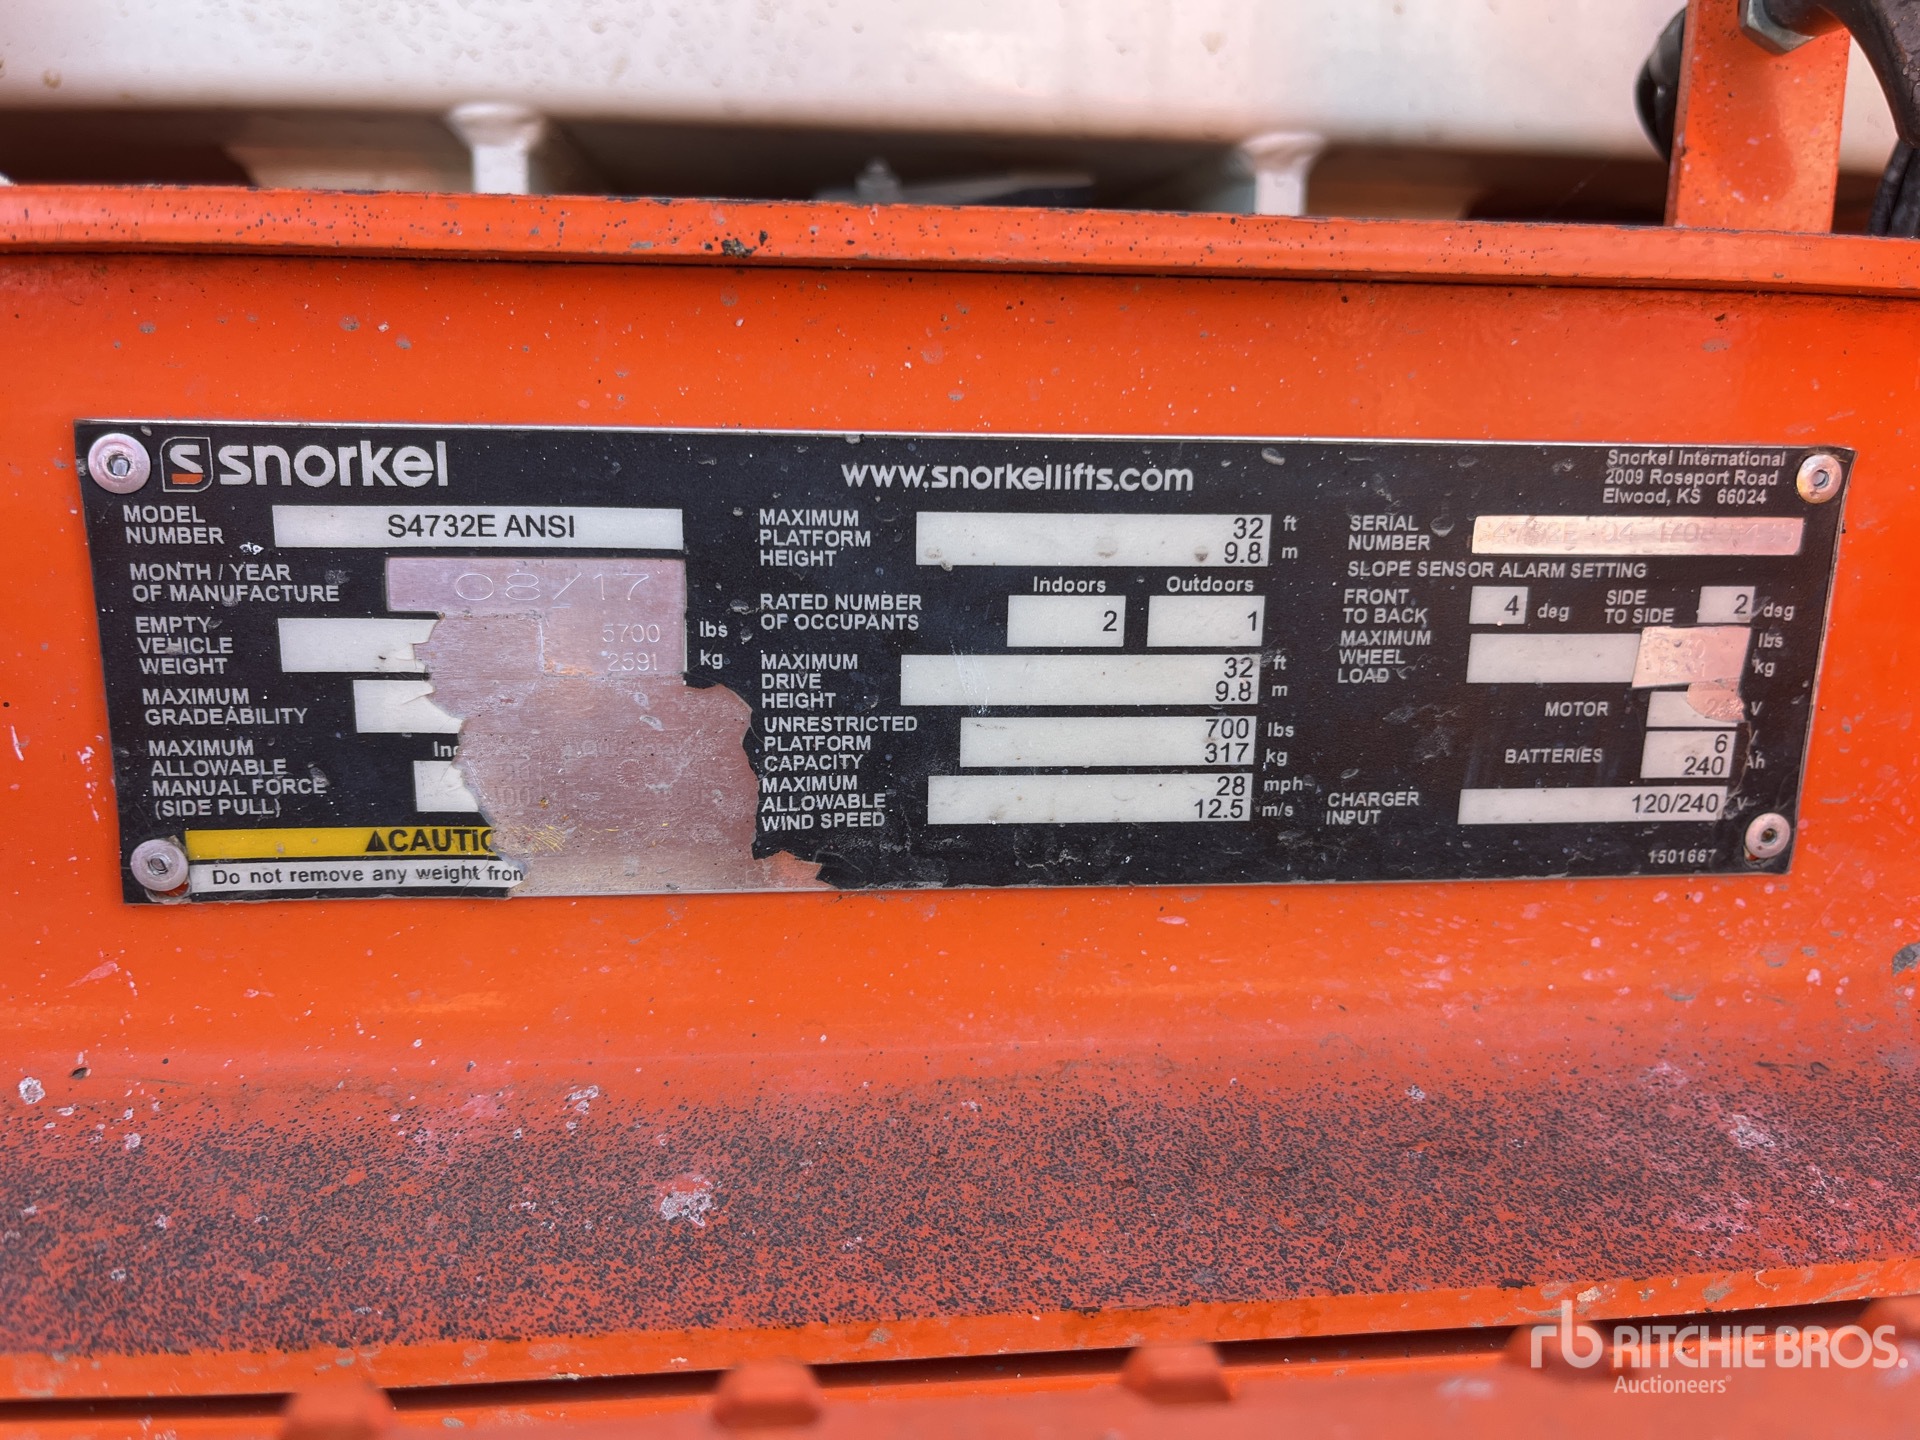 snorkel
www.snorkellifts.com
Snorkel International
2009 Roseport Road
Elwood, KS 66024
MODEL NUMBER S4732E ANSI
MONTH / YEAR OF MANUFACTURE 08/17
EMPTY VEHICLE WEIGHT 5700 lbs
2591 kg
MAXIMUM GRADEABILITY
MAXIMUM ALLOWABLE MANUAL FORCE (SIDE PULL)
CAUTIO
Do not remove any weight from
MAXIMUM PLATFORM HEIGHT 32 ft
9.8 m
Indoors Outdoors
RATED NUMBER OF OCCUPANTS 2 1
MAXIMUM DRIVE HEIGHT 32 ft
9.8 m
UNRESTRICTED PLATFORM CAPACITY 700 lbs
317 kg
MAXIMUM ALLOWABLE WIND SPEED 28 mph
12.5 m/s
SERIAL NUMBER
SLOPE SENSOR ALARM SETTING
FRONT TO BACK 4 deg SIDE TO SIDE 2 deg
MAXIMUM WHEEL LOAD lbs
kg
MOTOR V
BATTERIES 6 V
240 Ah
CHARGER INPUT 120/240 V
1501667
rb RITCHIE BROS.
Auctioneers